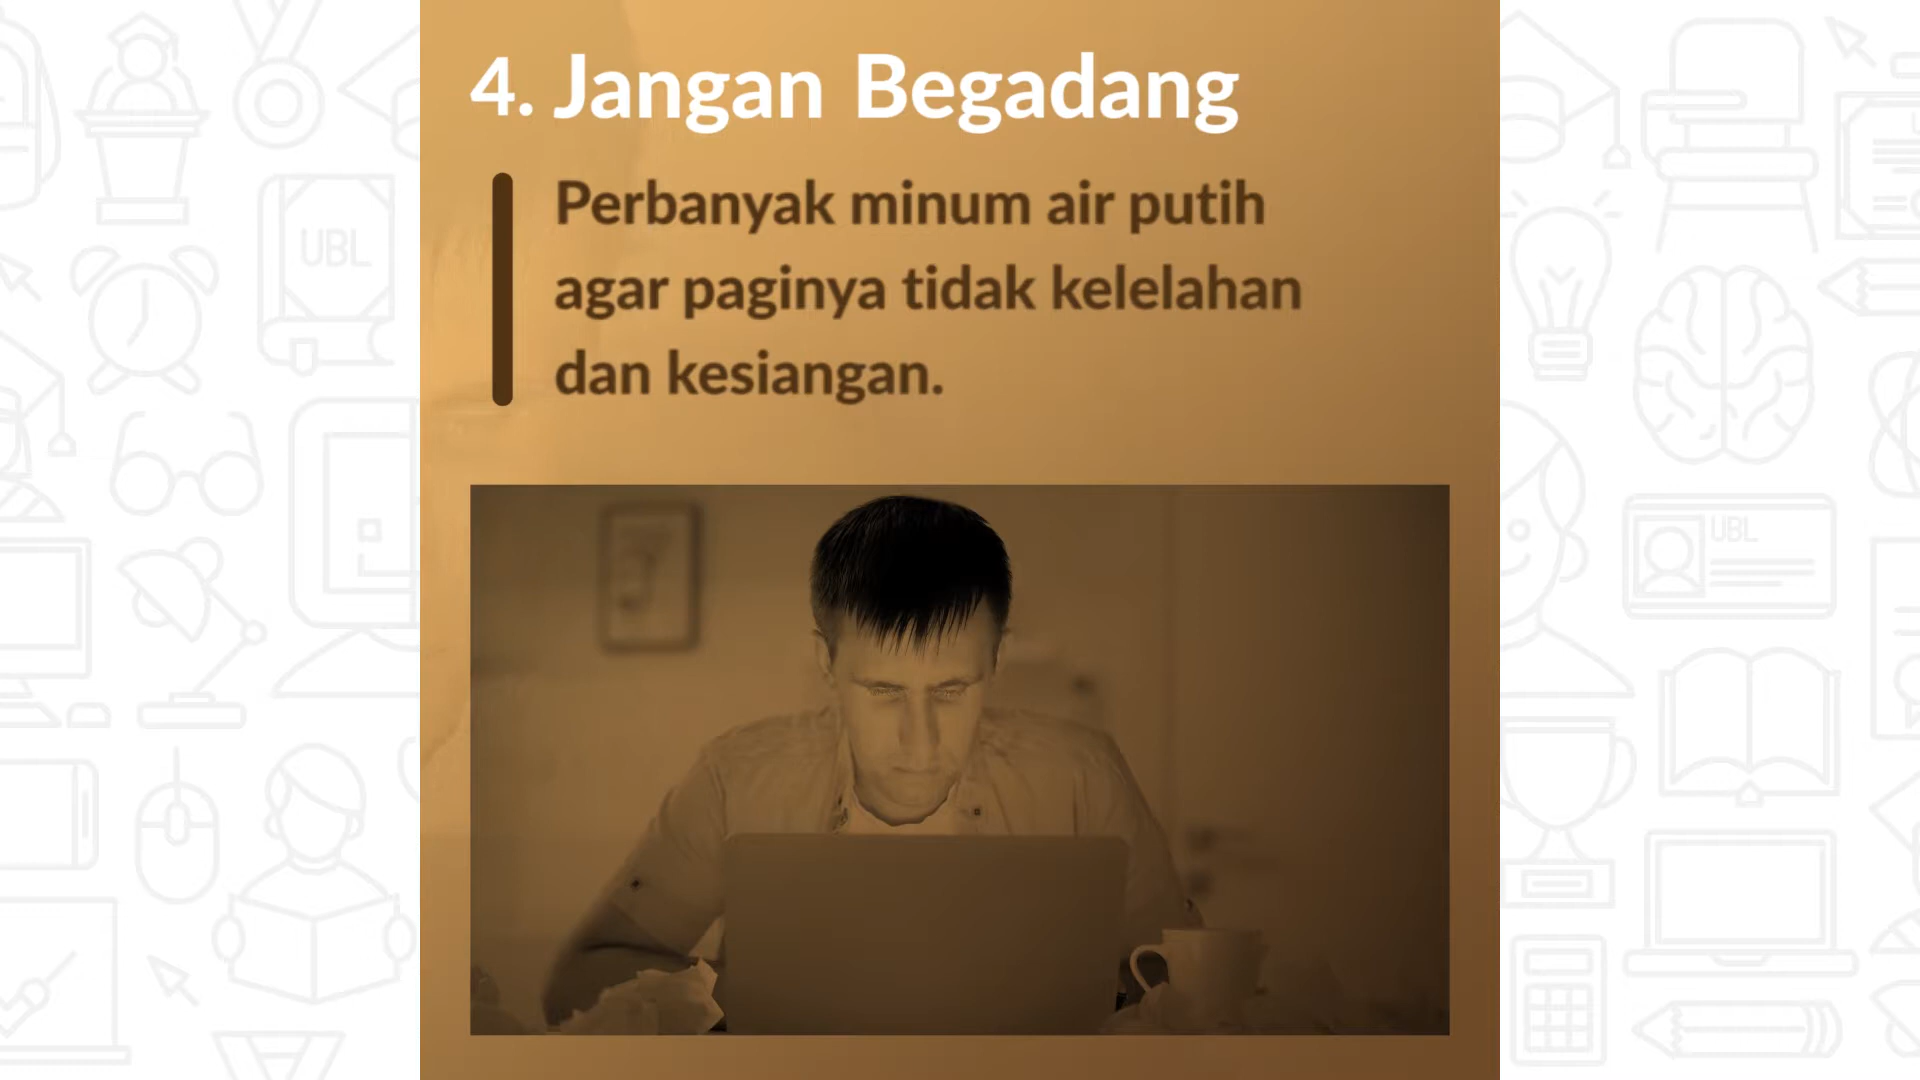 4. Jangan Begadang
Perbanyak minum air putih
agar paginya tidak kelelahan
dan kesiangan.
UBL
UBL